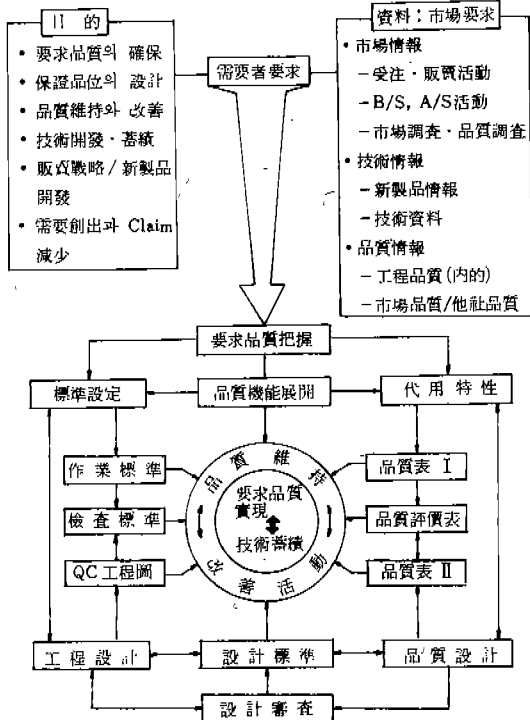 目的
• 要求品質의 確保
• 保證品位의 設計
• 品質維持와 改善
• 技術開發·蓄積
• 販賣戰略/新製品
開發
• 需要創出과 Claim
減少
需要者要求
資料:市場要求
• 市場情報
－受注·販賣活動
－B/S, A/S活動
－市場調査·品質調査
• 技術情報
－新製品情報
－技術資料
• 品質情報
－工程品質(內的)
－市場品質/他社品質
要求品質把握
標準設定
品質機能展開
代用特性
作業標準
檢査標準
QC工程圖
品質維持
要求品質
實現
技術蓄積
改善活動
品質表 I
品質評價表
品質表 II
工程設計
設計標準
品質設計
設計審査